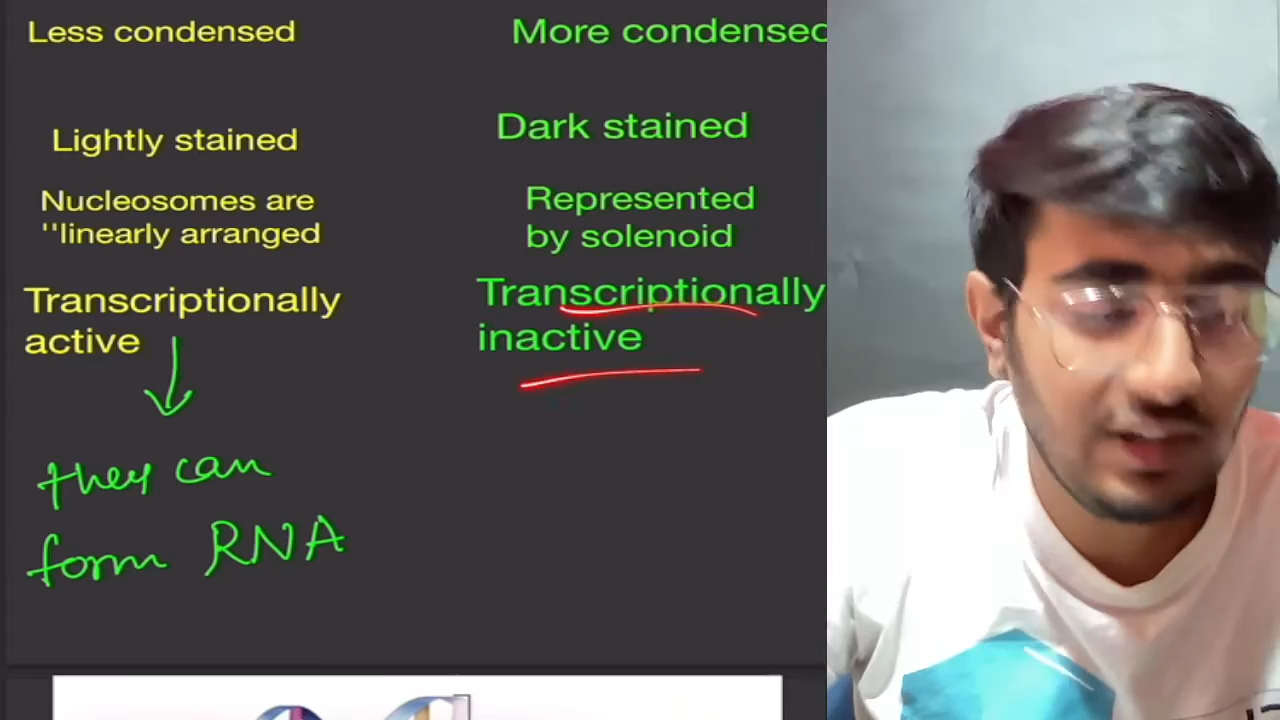 Less condensed
More condensed
Lightly stained
Dark stained
Nucleosomes are
''linearly arranged
Represented
by solenoid
Transcriptionally
active
Transcriptionally
inactive
they can
form RNA